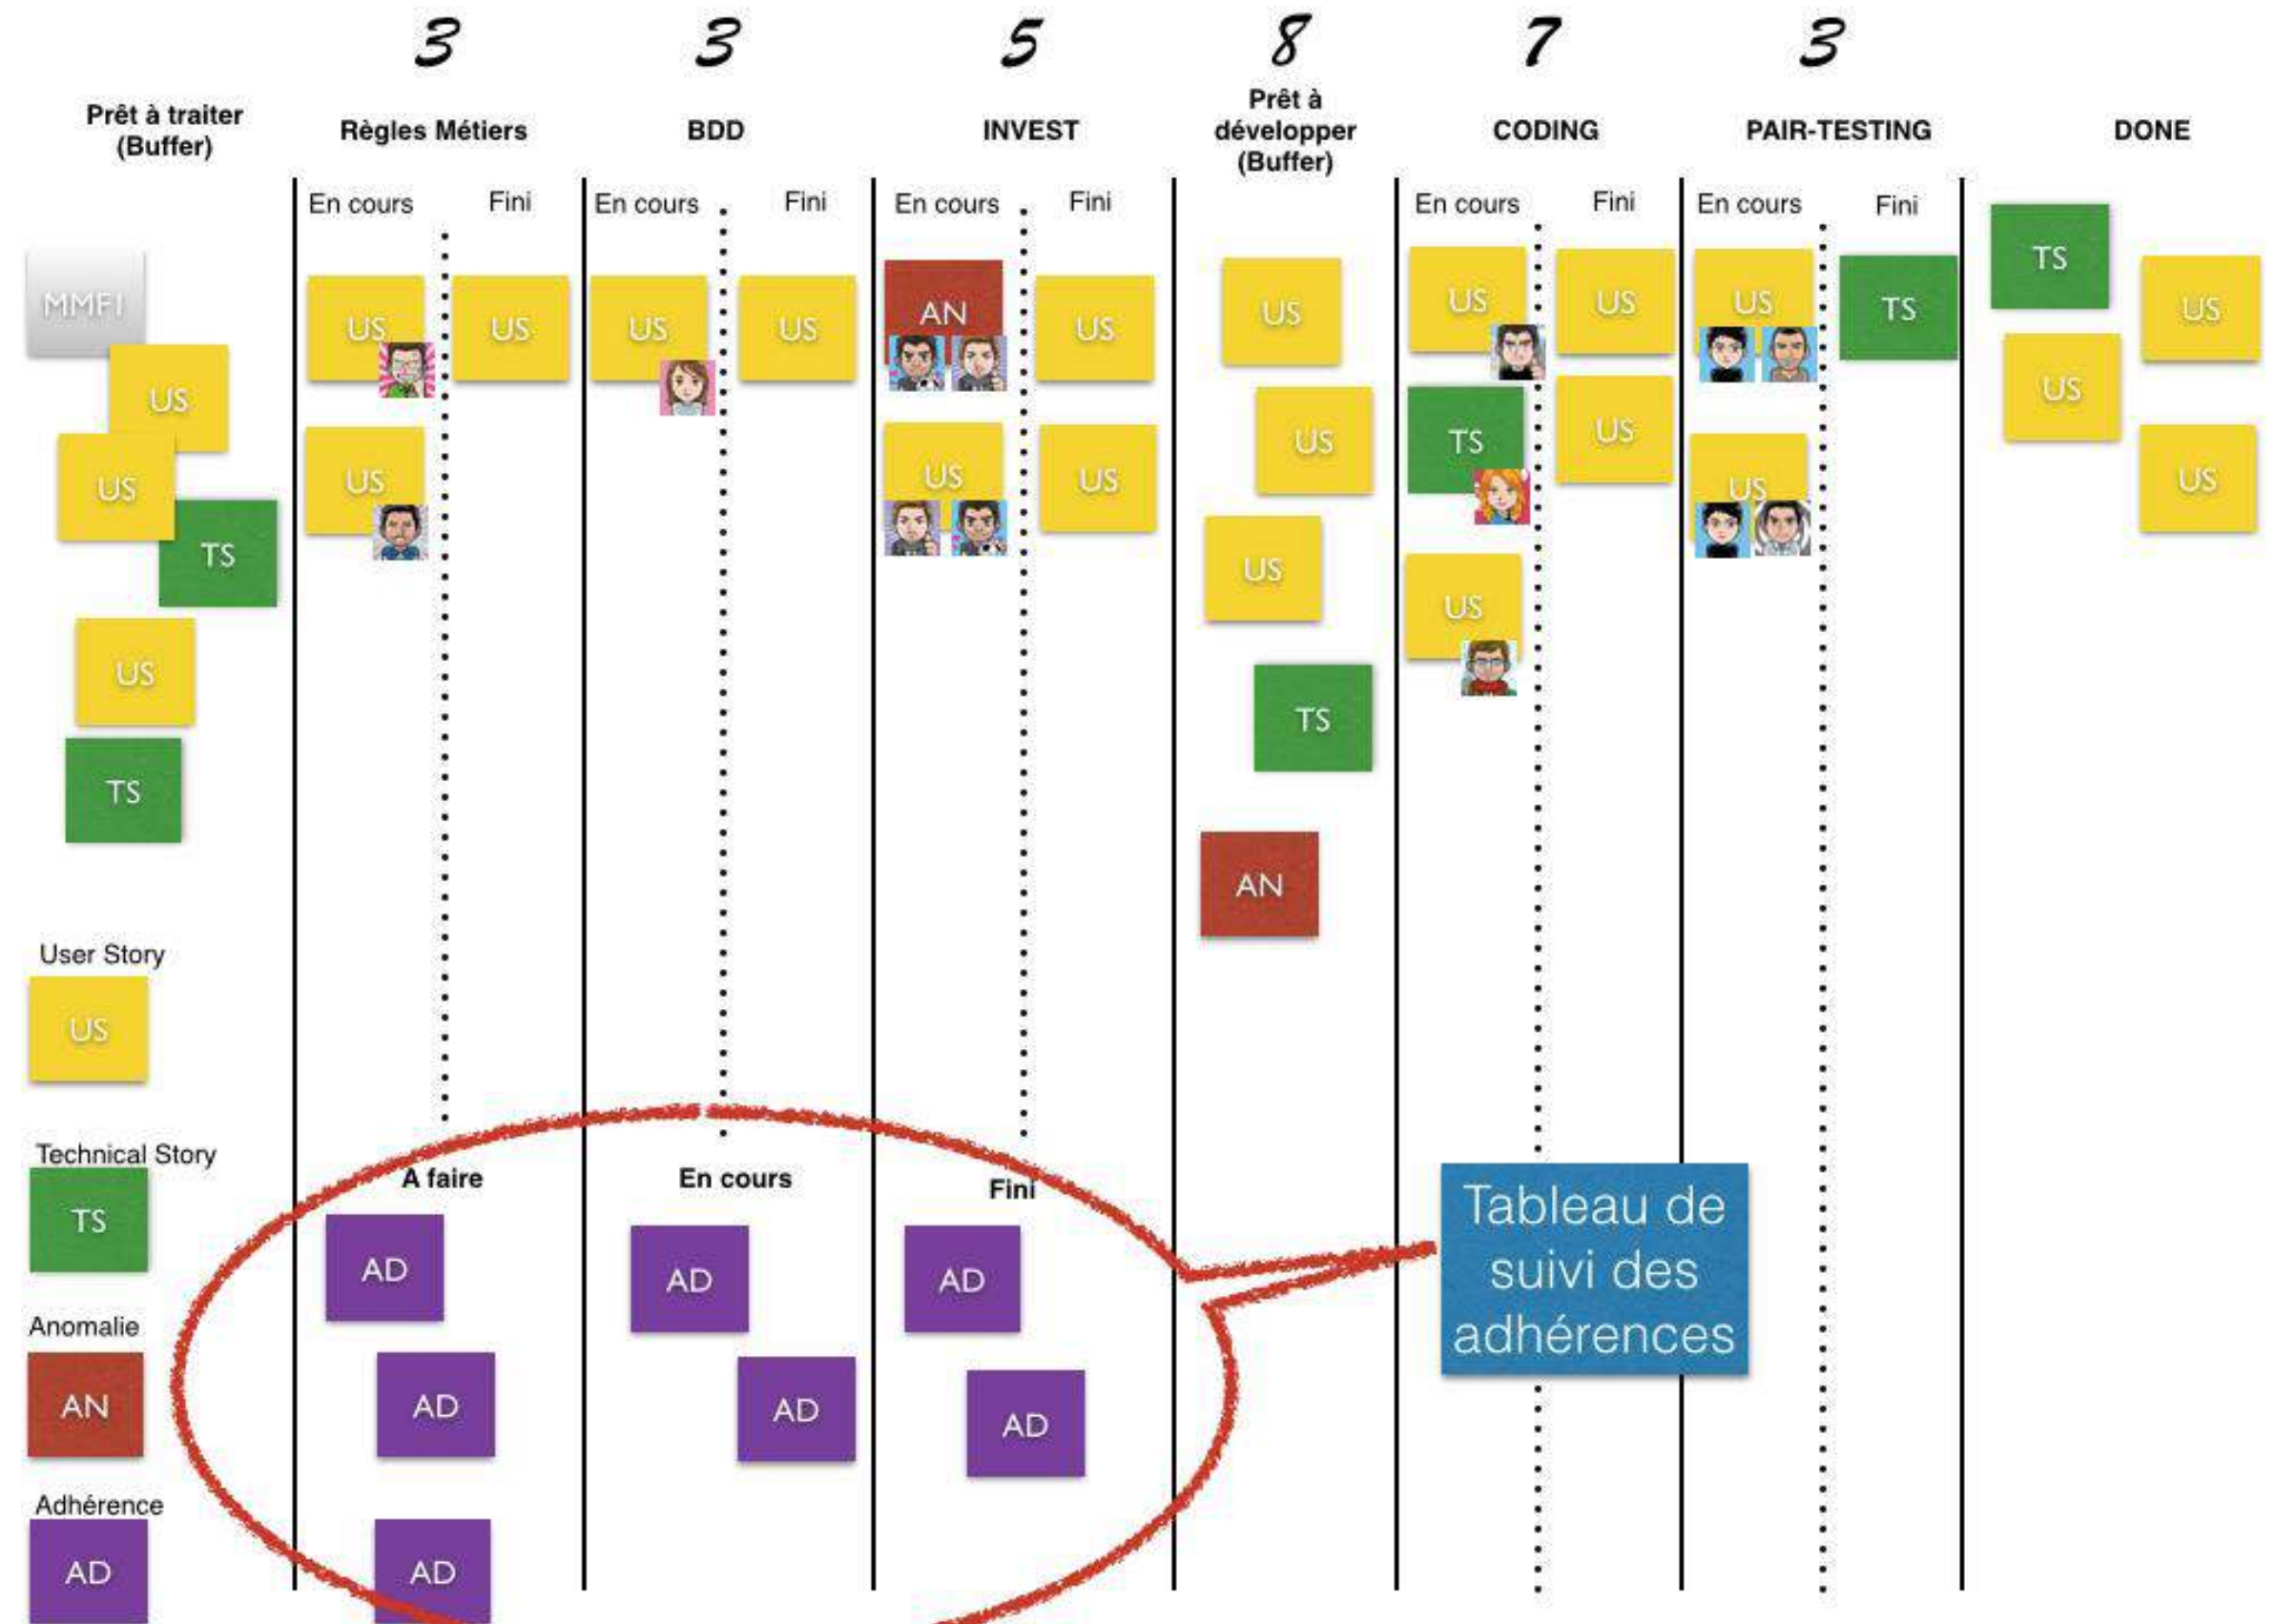 3 3 5 8 7 3
Prêt à traiter
(Buffer)
Règles Métiers
BDD
INVEST
Prêt à
développer
(Buffer)
CODING
PAIR-TESTING
DONE
En cours Fini En cours Fini En cours Fini En cours Fini En cours Fini
MMF1
US
US
TS
US
TS
US
US
US
US
US
AN
US
US
US
US
US
US
US
TS
AN
US
US
TS
US
US
US
TS
US
TS
US
US
US
User Story
US
Technical Story
TS
Anomalie
AN
Adhérence
AD
A faire
AD
AD
AD
En cours
AD
AD
Fini
AD
AD
Tableau de
suivi des
adhérences